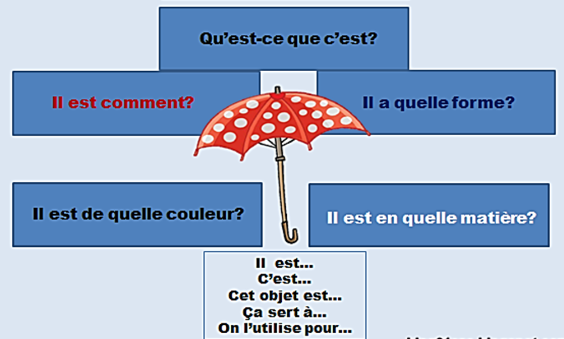 Qu'est-ce que c'est?
Il est comment?
Il a quelle forme?
Il est de quelle couleur?
Il est en quelle matière?
Il est...
C'est...
Cet objet est...
Ça sert à...
On l'utilise pour...